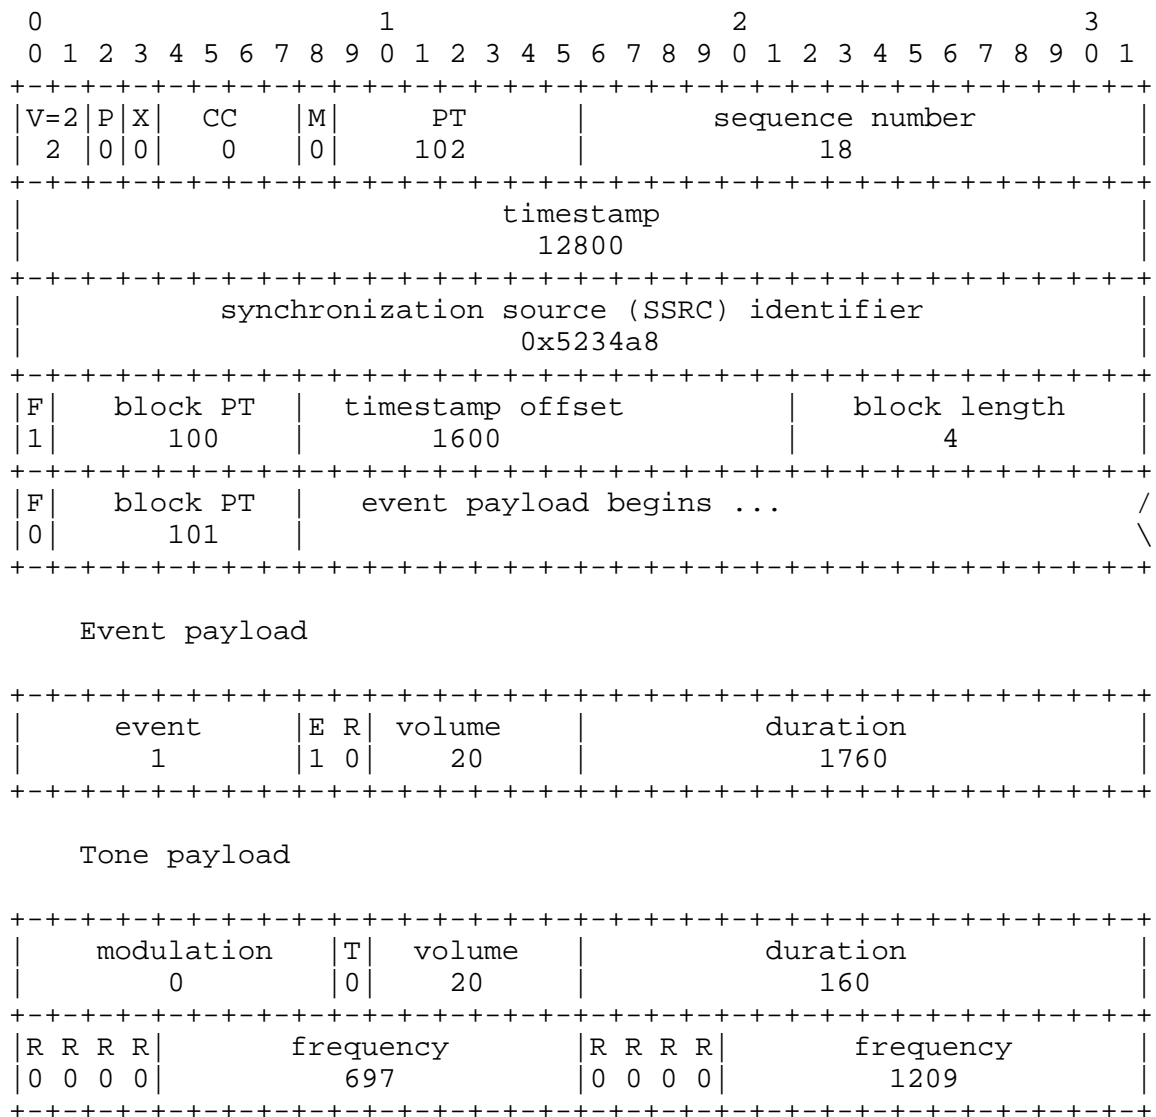 0                   1                   2                   3
 0 1 2 3 4 5 6 7 8 9 0 1 2 3 4 5 6 7 8 9 0 1 2 3 4 5 6 7 8 9 0 1
+-+-+-+-+-+-+-+-+-+-+-+-+-+-+-+-+-+-+-+-+-+-+-+-+-+-+-+-+-+-+-+-+
|V=2|P|X|  CC   |M|     PT      |       sequence number         |
| 2 |0|0|   0   |0|    102      |             18                |
+-+-+-+-+-+-+-+-+-+-+-+-+-+-+-+-+-+-+-+-+-+-+-+-+-+-+-+-+-+-+-+-+
|                           timestamp                           |
|                             12800                             |
+-+-+-+-+-+-+-+-+-+-+-+-+-+-+-+-+-+-+-+-+-+-+-+-+-+-+-+-+-+-+-+-+
|           synchronization source (SSRC) identifier            |
|                            0x5234a8                           |
+-+-+-+-+-+-+-+-+-+-+-+-+-+-+-+-+-+-+-+-+-+-+-+-+-+-+-+-+-+-+-+-+
|F|   block PT  |  timestamp offset         |   block length    |
|1|     100     |       1600                |        4          |
+-+-+-+-+-+-+-+-+-+-+-+-+-+-+-+-+-+-+-+-+-+-+-+-+-+-+-+-+-+-+-+-+
|F|   block PT  |   event payload begins ...                    /
|0|     101     |                                               \
+-+-+-+-+-+-+-+-+-+-+-+-+-+-+-+-+-+-+-+-+-+-+-+-+-+-+-+-+-+-+-+-+
    Event payload
+-+-+-+-+-+-+-+-+-+-+-+-+-+-+-+-+-+-+-+-+-+-+-+-+-+-+-+-+-+-+-+-+
|     event     |E R| volume    |          duration             |
|       1       |1 0|    20     |             1760              |
+-+-+-+-+-+-+-+-+-+-+-+-+-+-+-+-+-+-+-+-+-+-+-+-+-+-+-+-+-+-+-+-+
    Tone payload
+-+-+-+-+-+-+-+-+-+-+-+-+-+-+-+-+-+-+-+-+-+-+-+-+-+-+-+-+-+-+-+-+
|    modulation   |T|  volume   |          duration             |
|        0        |0|    20     |             160               |
+-+-+-+-+-+-+-+-+-+-+-+-+-+-+-+-+-+-+-+-+-+-+-+-+-+-+-+-+-+-+-+-+
|R R R R|       frequency       |R R R R|       frequency       |
|0 0 0 0|          697          |0 0 0 0|         1209          |
+-+-+-+-+-+-+-+-+-+-+-+-+-+-+-+-+-+-+-+-+-+-+-+-+-+-+-+-+-+-+-+-+